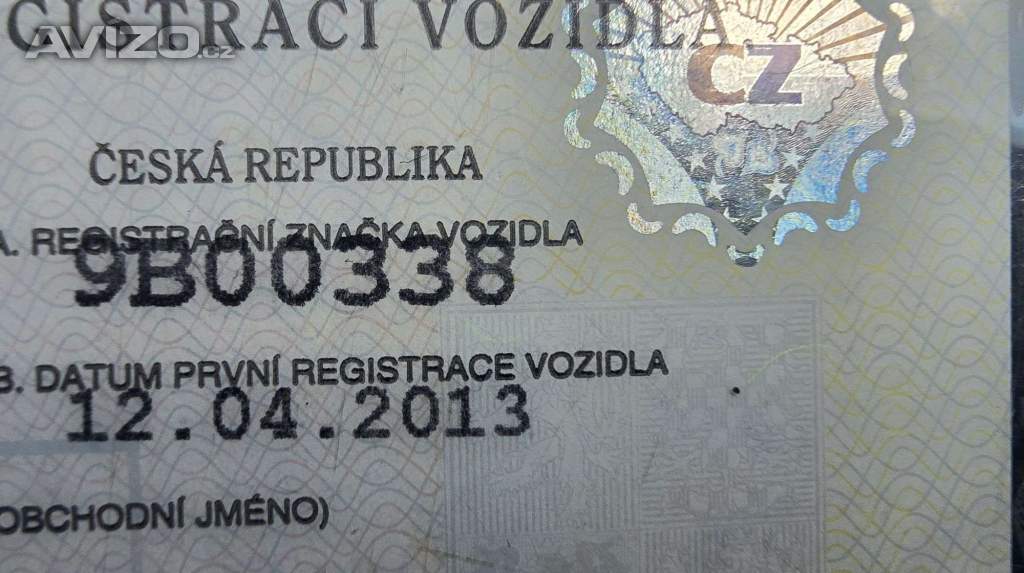 GISTRACI VOZIDLA
AVIZO.cz
CZ
ČESKÁ REPUBLIKA
A. REGISTRAČNÍ ZNAČKA VOZIDLA
9B00338
B. DATUM PRVNÍ REGISTRACE VOZIDLA
12.04.2013
OBCHODNÍ JMÉNO)